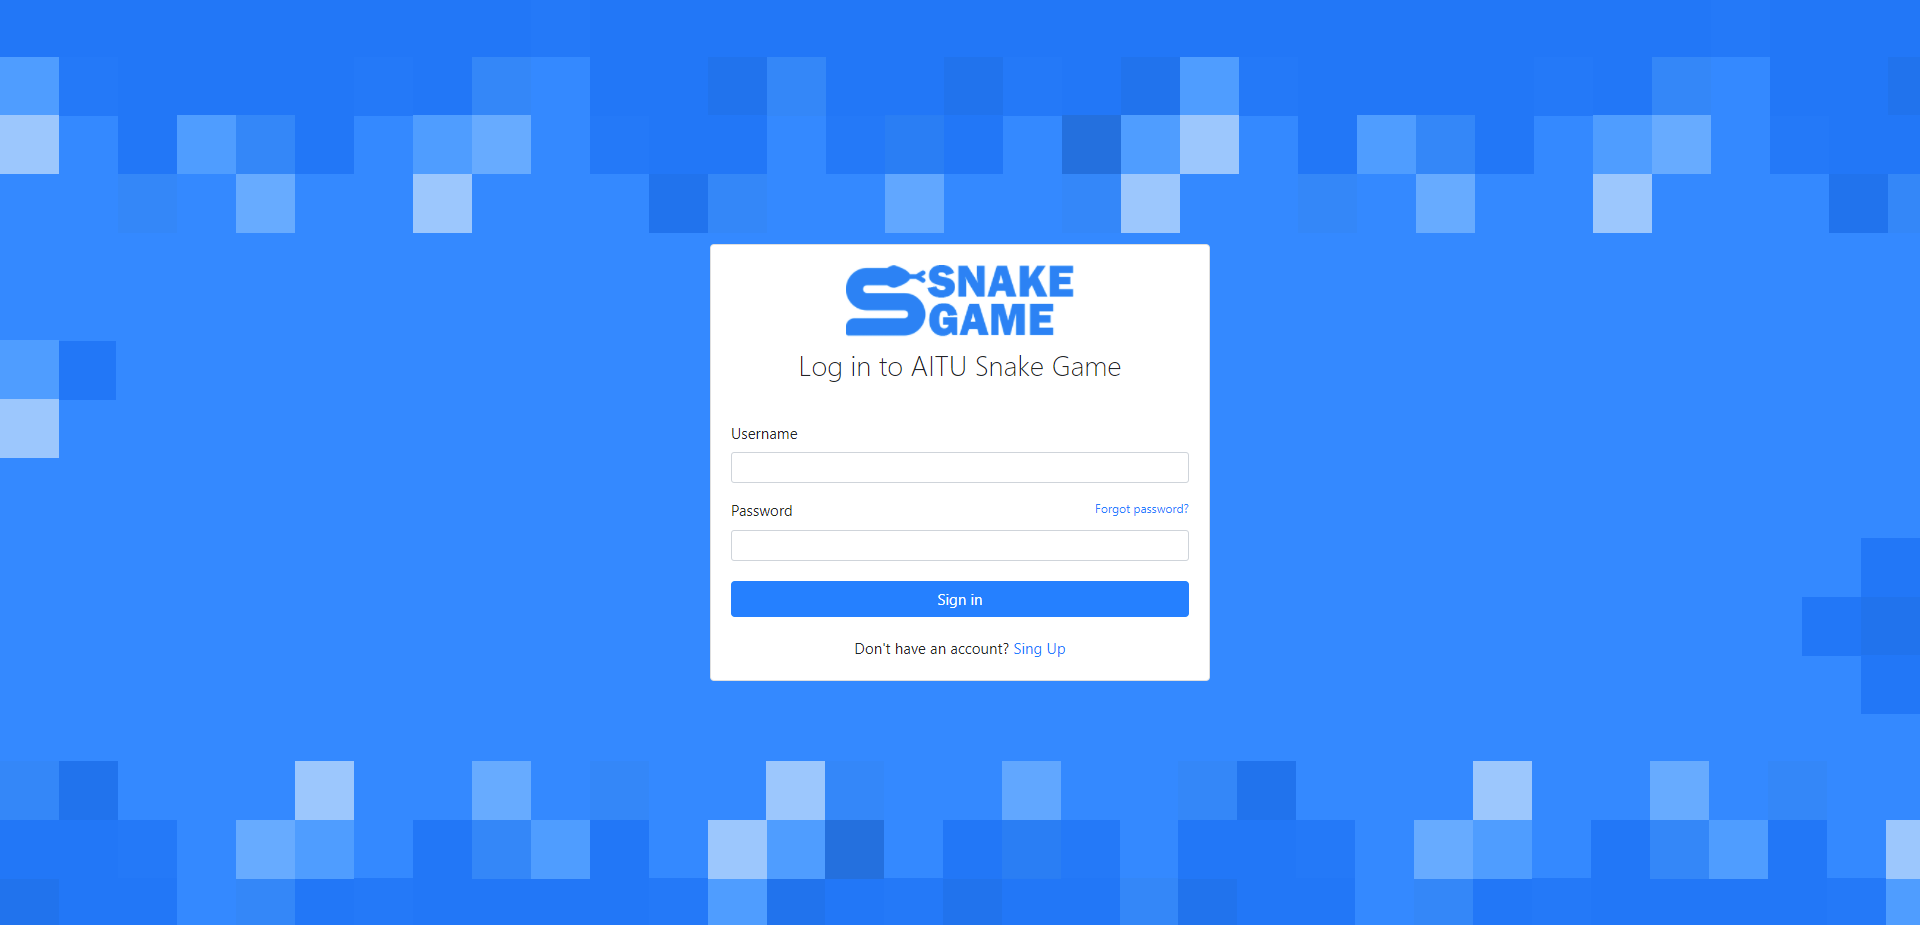 SNAKE
GAME
Log in to AITU Snake Game
Username
Password
Forgot password?
Sign in
Don't have an account? Sing Up